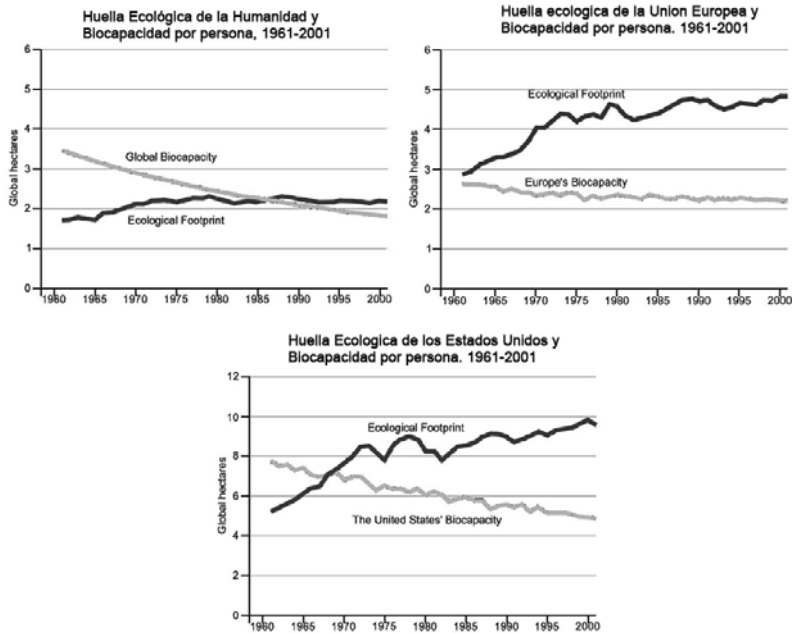 Huella Ecológica de la Humanidad y
Biocapacidad por persona, 1961-2001
6
5
4
3
2
1
0
Global hectares
Global Biocapacity
Ecological Footprint
1960 1965 1970 1975 1980 1985 1990 1995 2000
Huella ecologica de la Union Europea y
Biocapacidad por persona. 1961-2001
6
5
4
3
2
1
0
Global hectares
Ecological Footprint
Europe's Biocapacity
1960 1965 1970 1975 1980 1985 1990 1995 2000
Huella Ecologica de los Estados Unidos y
Biocapacidad por persona. 1961-2001
12
10
8
6
4
2
0
Global hectares
Ecological Footprint
The United States' Biocapacity
1960 1965 1970 1975 1980 1985 1990 1995 2000